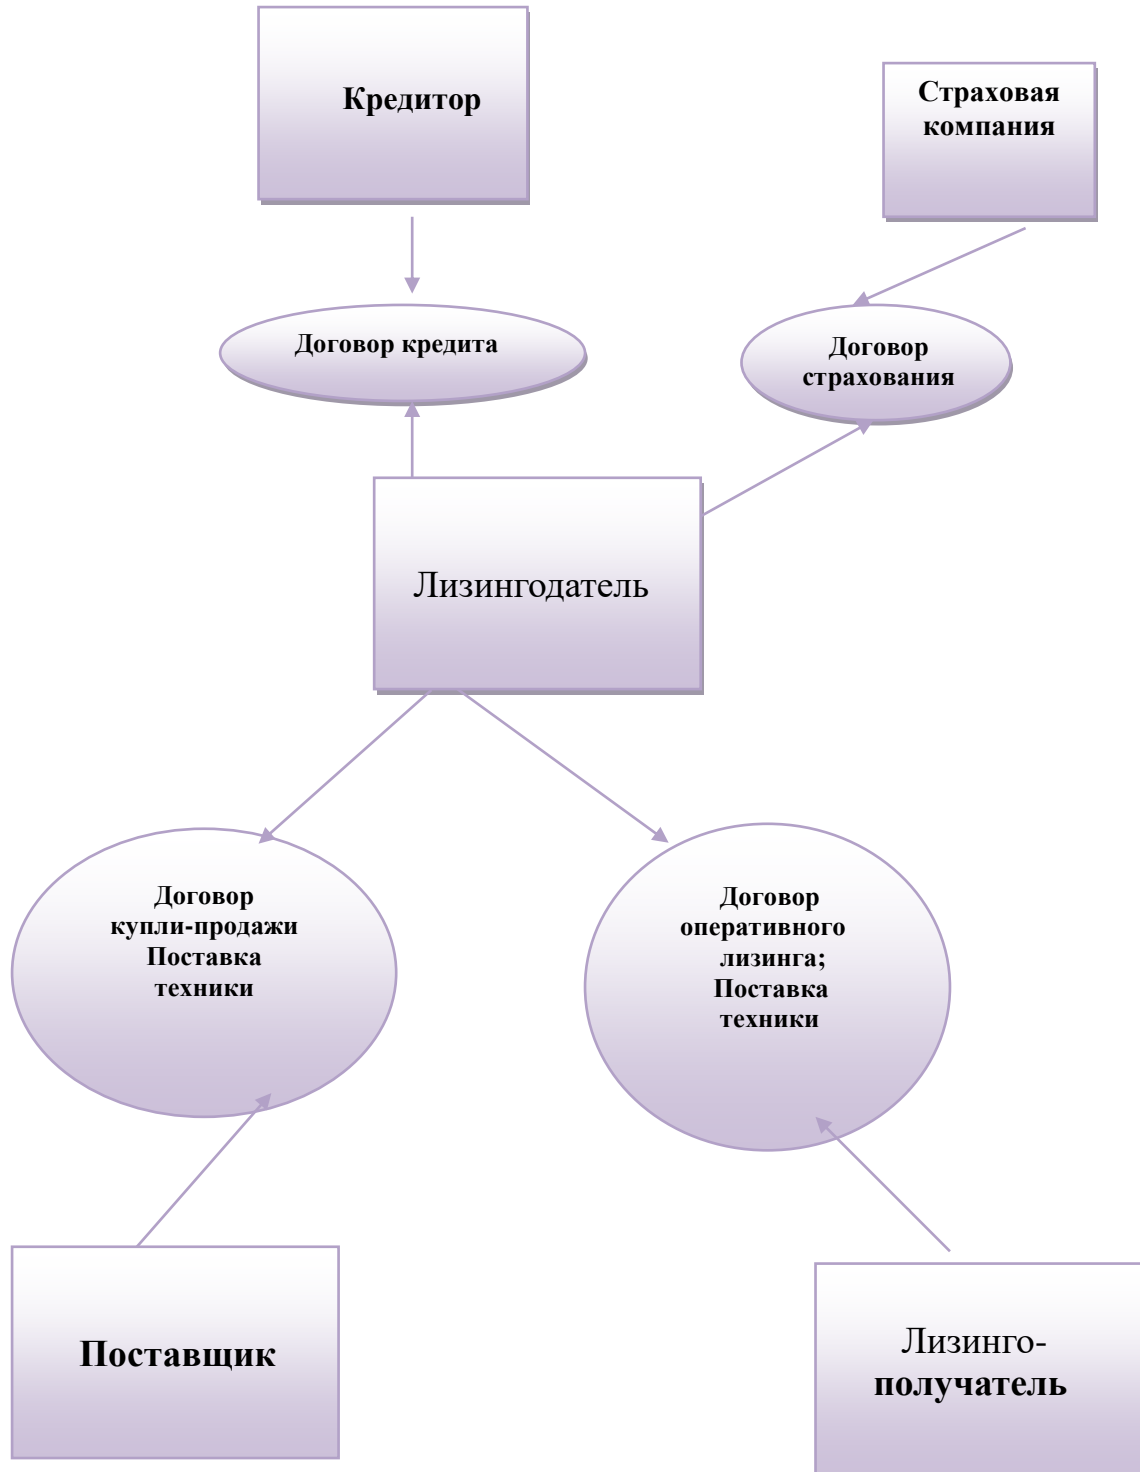 Кредитор
Страховая
компания
Договор кредита
Договор
страхования
Лизингодатель
Договор
купли-продажи
Поставка
техники
Договор
оперативного
лизинга;
Поставка
техники
Поставщик
Лизинго-
получатель